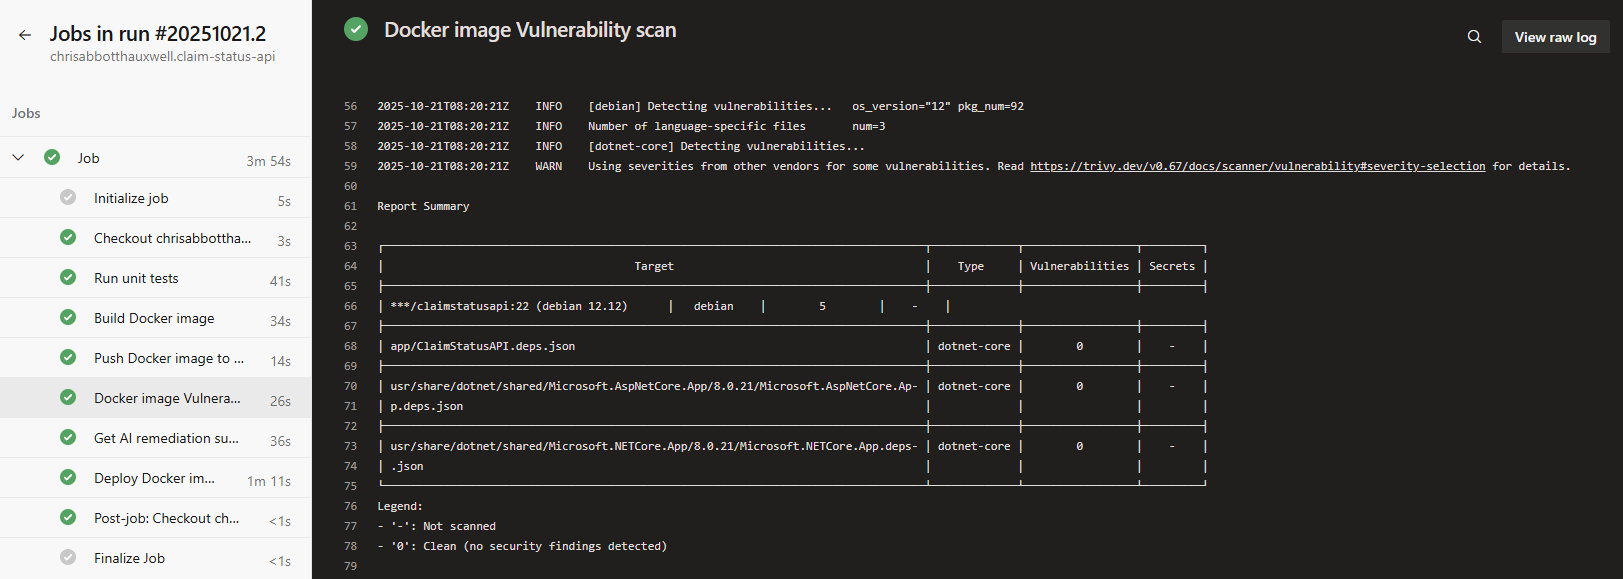 Jobs in run #20251021.2
chrisabbotthauxwell.claim-status-api
Jobs
Job 3m 54s
Initialize job 5s
Checkout chrisabbottha... 3s
Run unit tests 41s
Build Docker image 34s
Push Docker image to ... 14s
Docker image Vulnera... 26s
Get AI remediation su... 36s
Deploy Docker im... 1m 11s
Post-job: Checkout ch... <1s
Finalize Job <1s
Docker image Vulnerability scan
View raw log
56 2025-10-21T08:20:21Z INFO [debian] Detecting vulnerabilities... os_version="12" pkg_num=92
57 2025-10-21T08:20:21Z INFO Number of language-specific files num=3
58 2025-10-21T08:20:21Z INFO [dotnet-core] Detecting vulnerabilities...
59 2025-10-21T08:20:21Z WARN Using severities from other vendors for some vulnerabilities. Read https://trivy.dev/v0.67/docs/scanner/vulnerability#severity-selection for details.
60
61 Report Summary
62
63
64 │ Target │ Type │ Vulnerabilities │ Secrets │
65
66 │ ***/claimstatusapi:22 (debian 12.12) │ debian │ 5 │ - │
67
68 │ app/ClaimStatusAPI.deps.json │ dotnet-core │ 0 │ - │
69
70 │ usr/share/dotnet/shared/Microsoft.AspNetCore.App/8.0.21/Microsoft.AspNetCore.Ap- │ dotnet-core │ 0 │ - │
71 │ p.deps.json │ │ │ │
72
73 │ usr/share/dotnet/shared/Microsoft.NETCore.App/8.0.21/Microsoft.NETCore.App.deps- │ dotnet-core │ 0 │ - │
74 │ .json │ │ │ │
75
76 Legend:
77 - '-': Not scanned
78 - '0': Clean (no security findings detected)
79